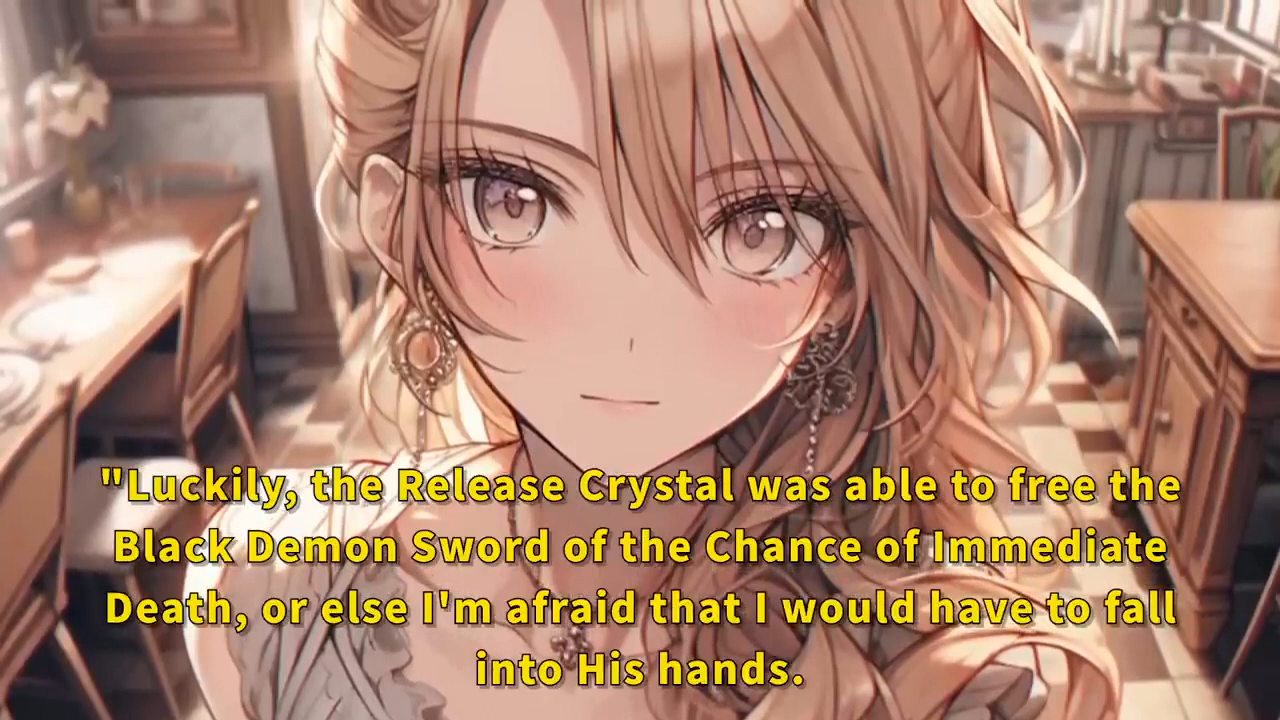 "Luckily, the Release Crystal was able to free the
Black Demon Sword of the Chance of Immediate
Death, or else I'm afraid that I would have to fall
into His hands.